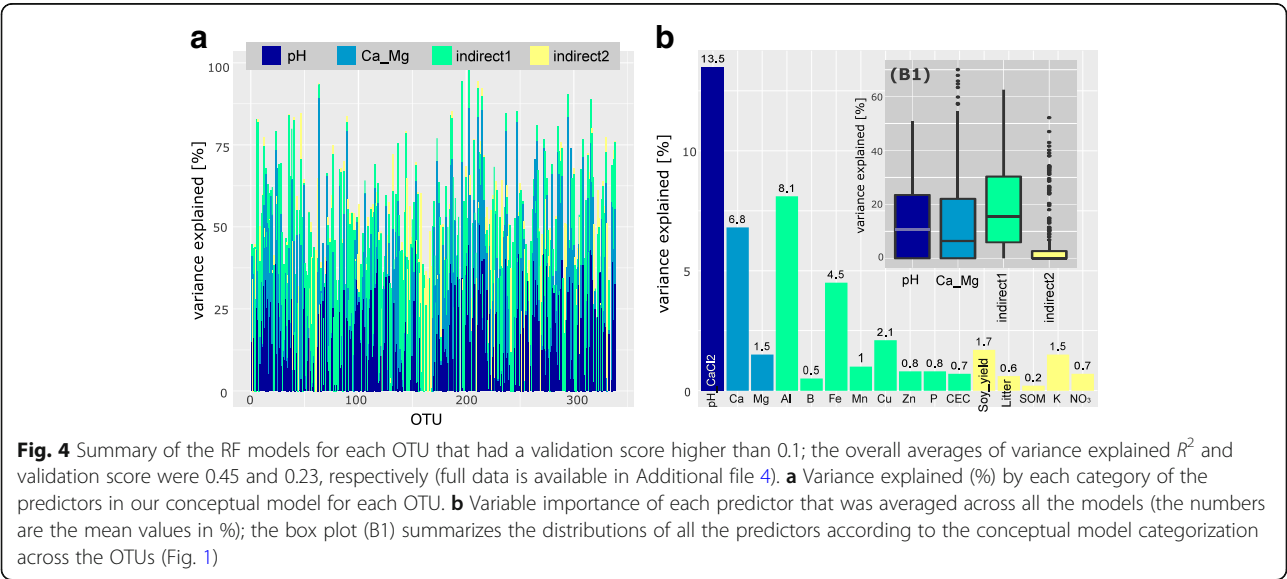 a
pH Ca_Mg indirect1 indirect2
variance explained [%]
100
75
50
25
0
0 100 200 300
OTU
b
variance explained [%]
10
5
0
13.5
6.8
1.5
8.1
0.5
4.5
1
2.1
0.8
0.8
0.7
1.7
0.6
0.2
1.5
0.7
pH_CaCl2 Ca Mg Al B Fe Mn Cu Zn P CEC Soy_yield Litter SOM K NO₃
(B1)
variance explained [%]
60
40
20
0
pH Ca_Mg indirect1 indirect2
Fig. 4 Summary of the RF models for each OTU that had a validation score higher than 0.1; the overall averages of variance explained R² and
validation score were 0.45 and 0.23, respectively (full data is available in Additional file 4). a Variance explained (%) by each category of the
predictors in our conceptual model for each OTU. b Variable importance of each predictor that was averaged across all the models (the numbers
are the mean values in %); the box plot (B1) summarizes the distributions of all the predictors according to the conceptual model categorization
across the OTUs (Fig. 1)